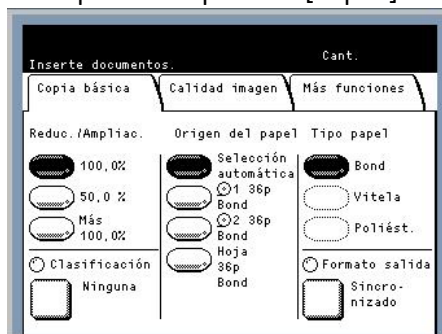 Inserte documentos.
Cant.
Copia básica
Calidad imagen
Más funciones
Reduc./Ampliac.
100,0%
50,0 %
Más
100,0%
Clasificación
Ninguna
Origen del papel
Selección
automática
1 36p
Bond
2 36p
Bond
Hoja
36p
Bond
Tipo papel
Bond
Vitela
Poliést.
Formato salida
Sincro-
nizado